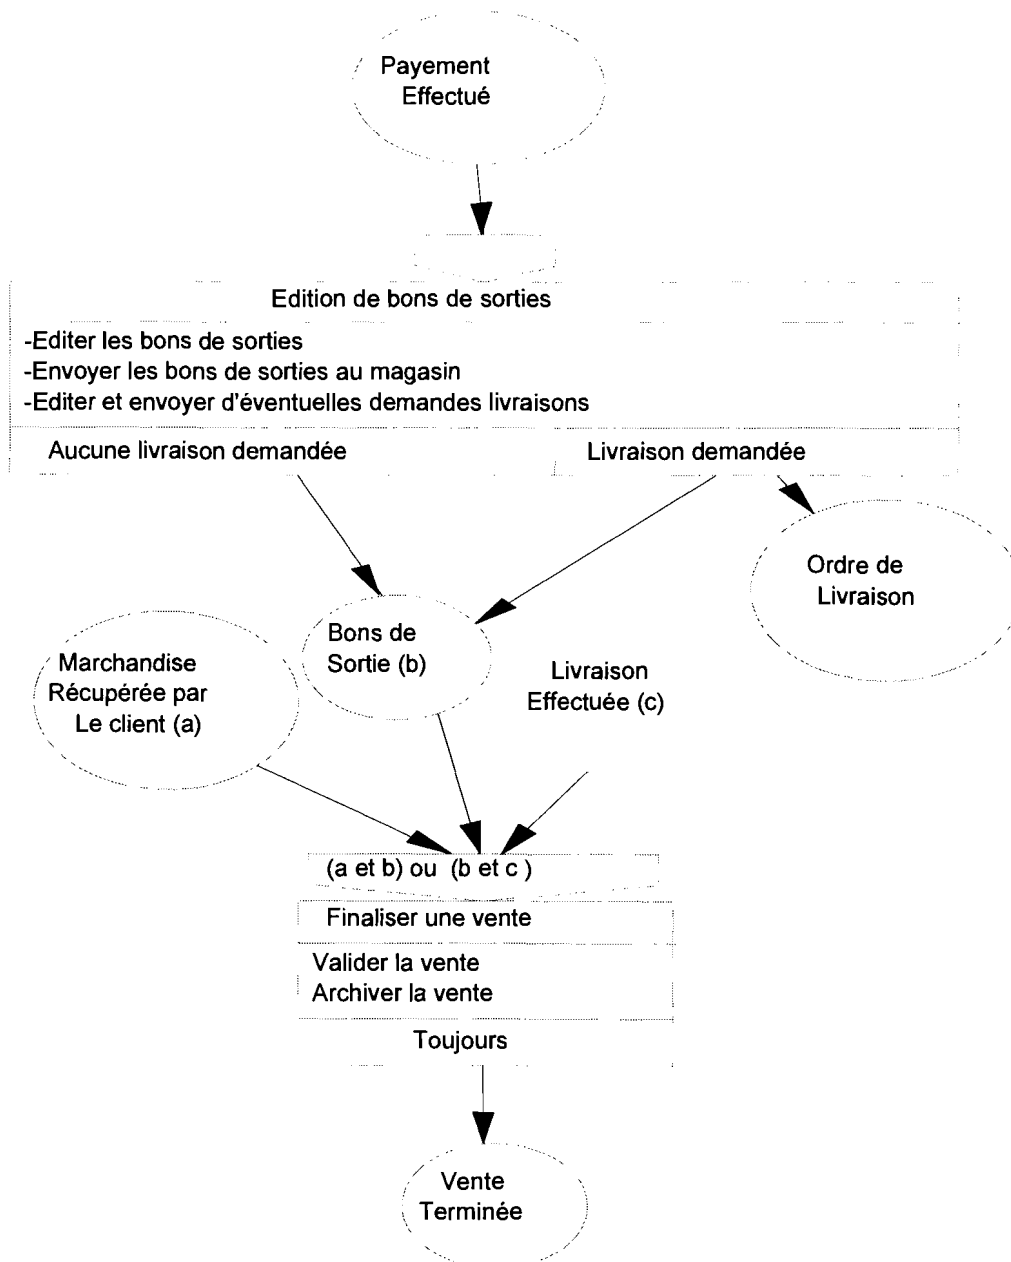 Payement
Effectué
Edition de bons de sorties
-Editer les bons de sorties
-Envoyer les bons de sorties au magasin
-Editer et envoyer d'éventuelles demandes livraisons
Aucune livraison demandée
Livraison demandée
Ordre de
Livraison
Bons de
Sortie (b)
Marchandise
Récupérée par
Le client (a)
Livraison
Effectuée (c)
(a et b) ou (b et c )
Finaliser une vente
Valider la vente
Archiver la vente
Toujours
Vente
Terminée